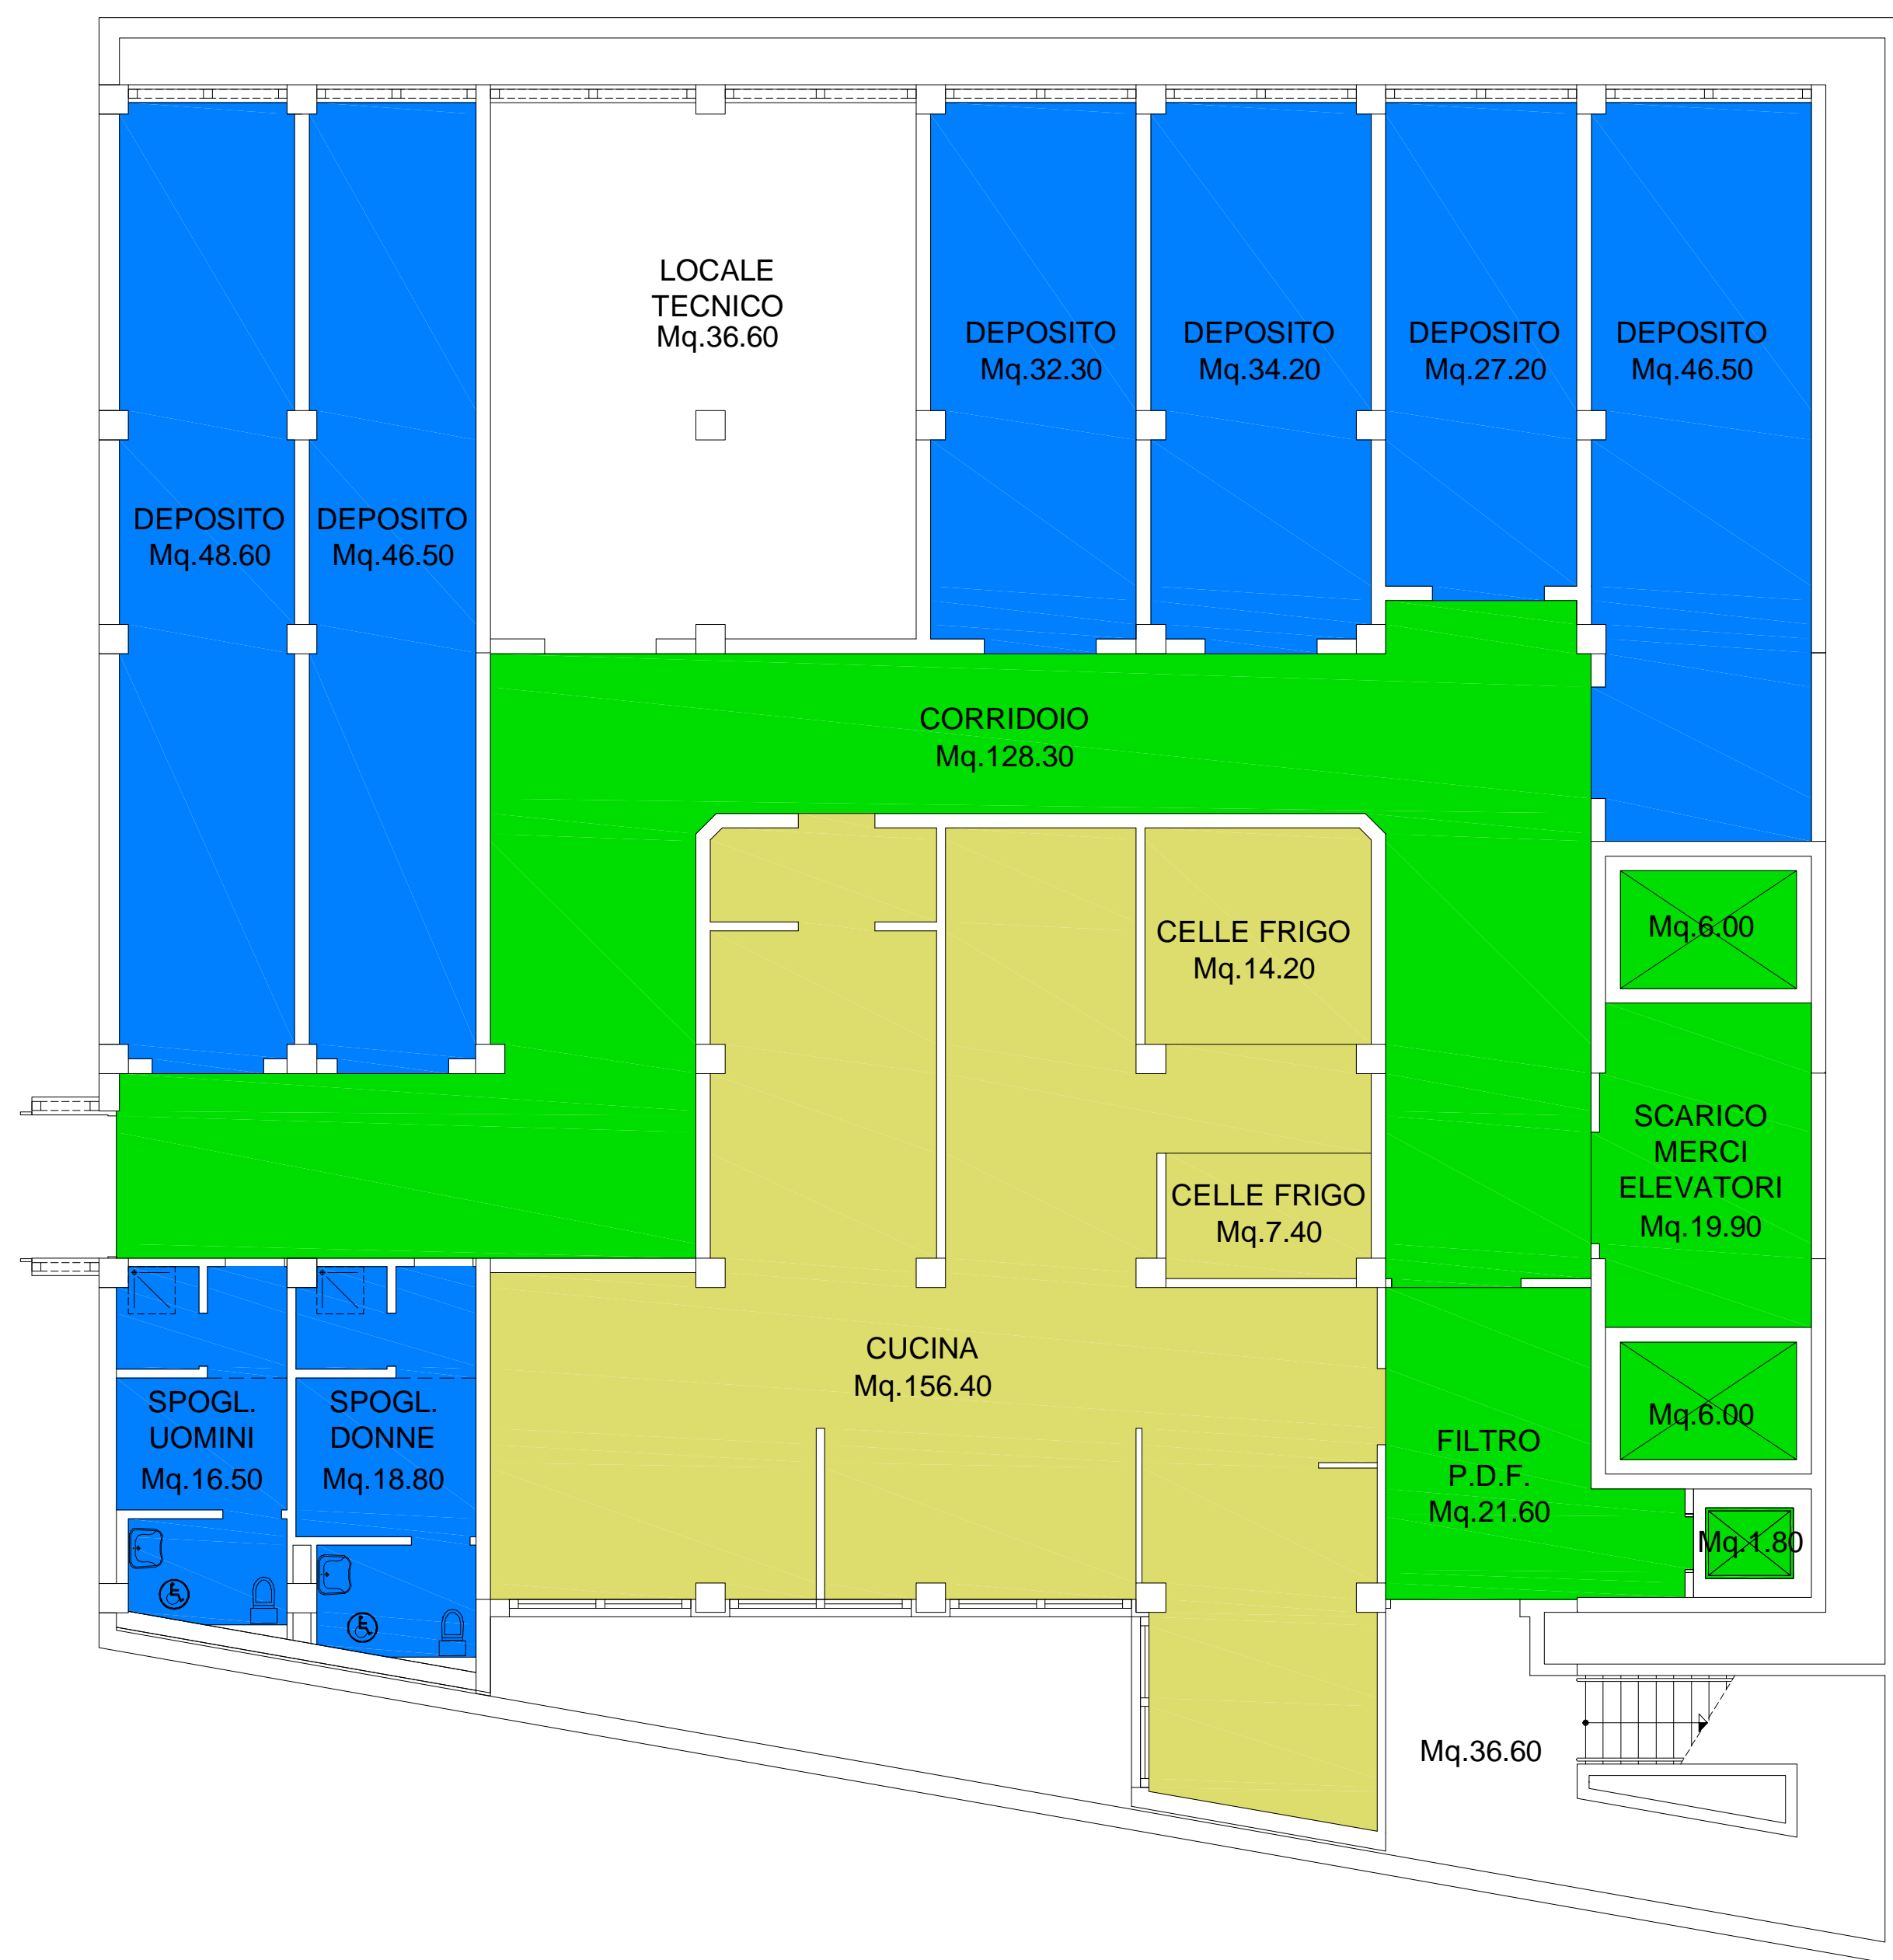 LOCALE
TECNICO
Mq.36.60
DEPOSITO
Mq.32.30
DEPOSITO
Mq.34.20
DEPOSITO
Mq.27.20
DEPOSITO
Mq.46.50
DEPOSITO
Mq.48.60
DEPOSITO
Mq.46.50
CORRIDOIO
Mq.128.30
CELLE FRIGO
Mq.14.20
Mq.6.00
SCARICO
MERCI
ELEVATORI
Mq.19.90
CELLE FRIGO
Mq.7.40
CUCINA
Mq.156.40
SPOGL.
UOMINI
Mq.16.50
SPOGL.
DONNE
Mq.18.80
Mq.6.00
FILTRO
P.D.F.
Mq.21.60
Mq.1.80
Mq.36.60